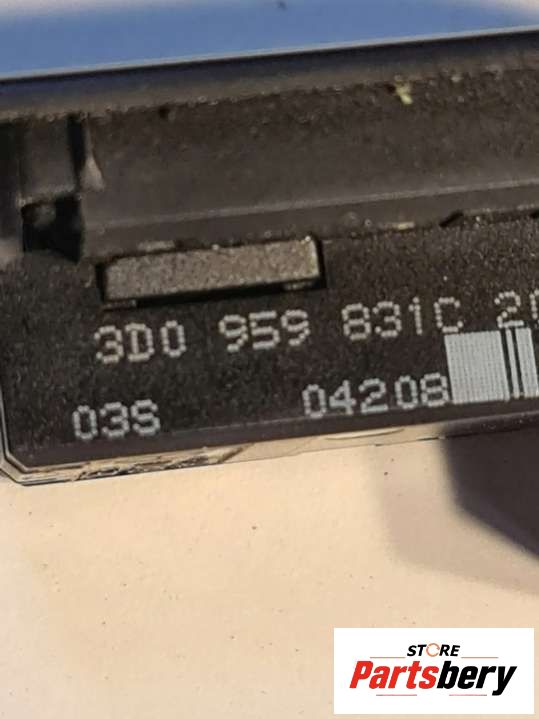 3D0 959 831C
03S 04208
STORE
Partsbery